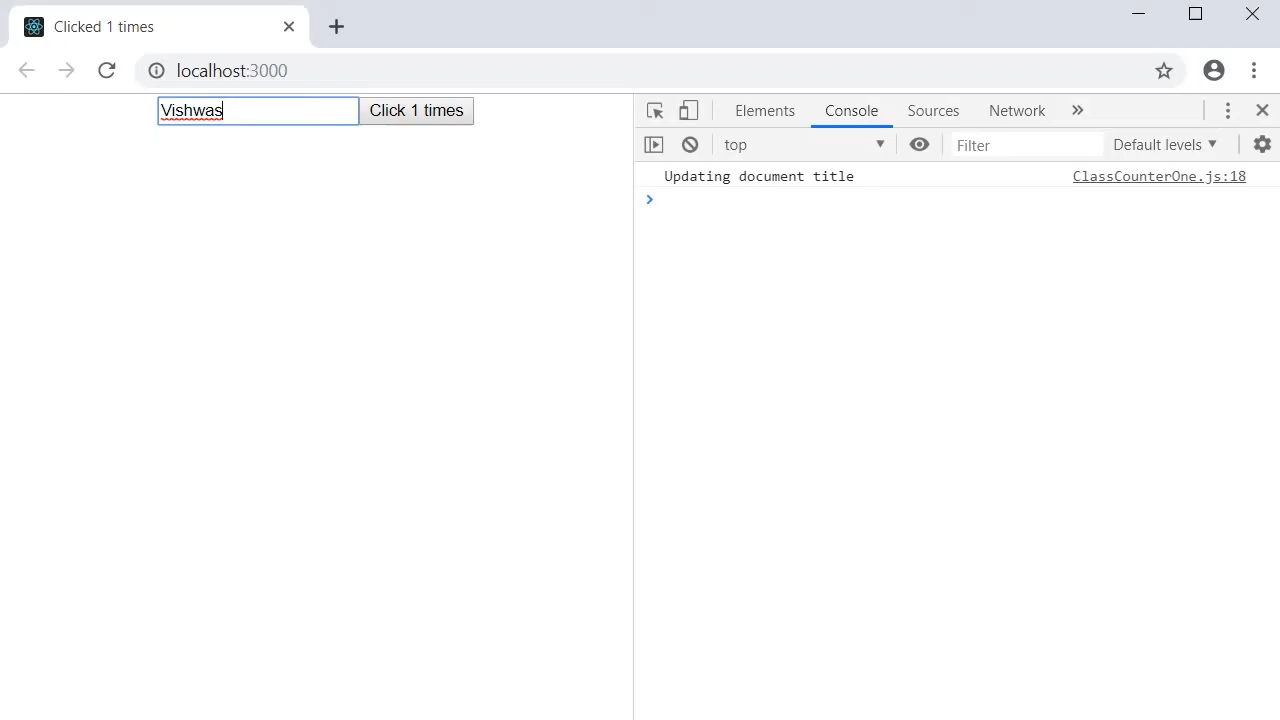 Clicked 1 times
localhost:3000
Vishwas
Click 1 times
Elements Console Sources Network
top Filter Default levels
Updating document title ClassCounterOne.js:18